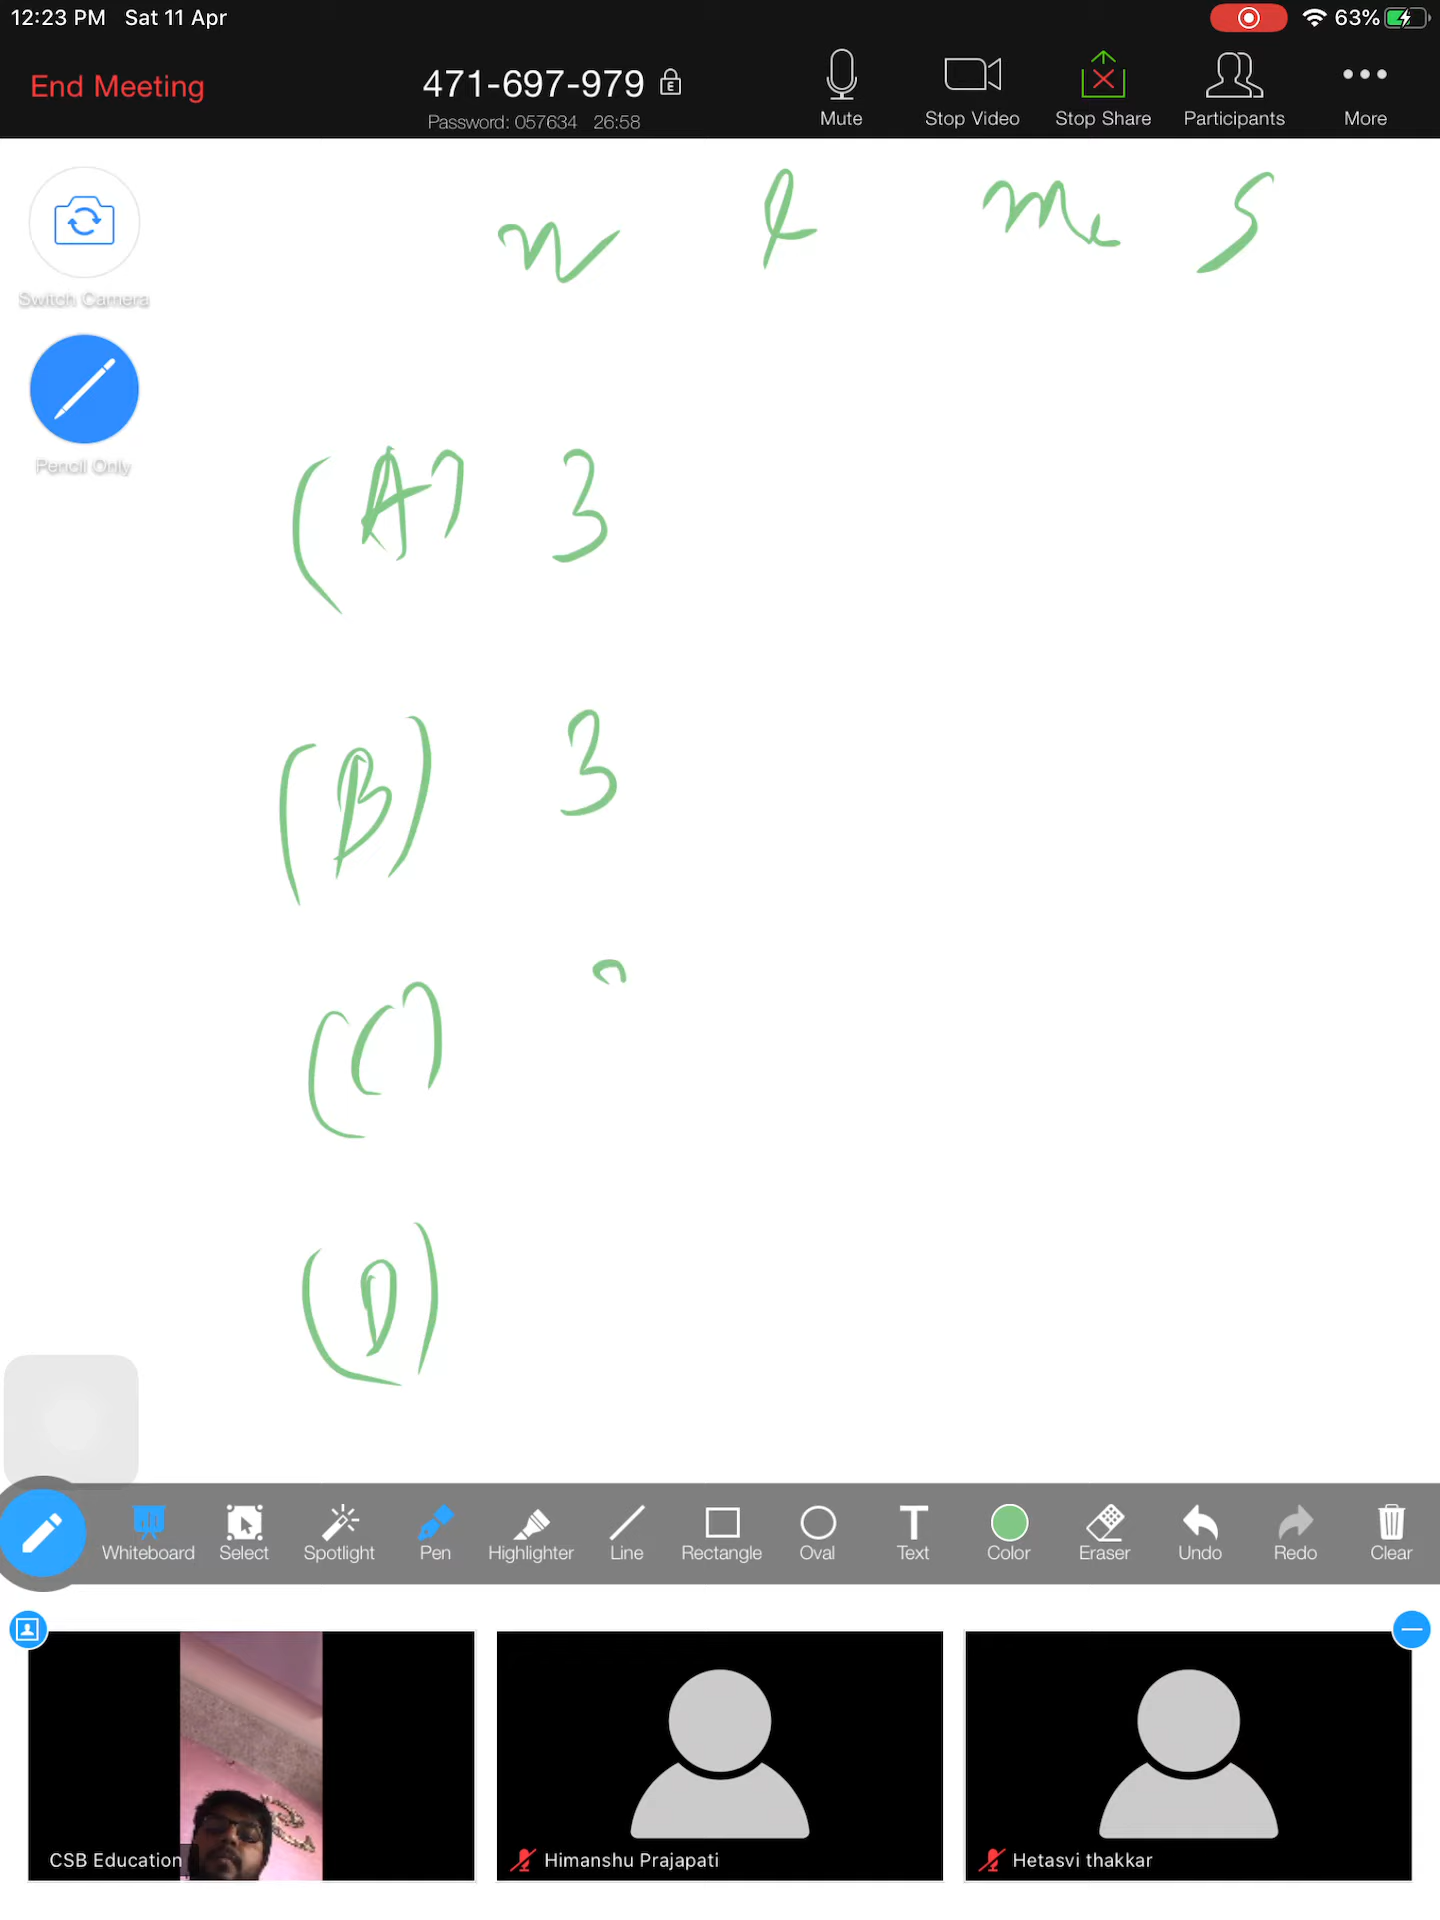 12:23 PM Sat 11 Apr 63%
End Meeting
471-697-979
Password: 057634 26:58
Mute
Stop Video
Stop Share
Participants
More
Switch Camera
Pencil Only
n l ml s
(A) 3
(B) 3
(C)
(D)
Whiteboard
Select
Spotlight
Pen
Highlighter
Line
Rectangle
Oval
Text
Color
Eraser
Undo
Redo
Clear
CSB Education
Himanshu Prajapati
Hetasvi thakkar